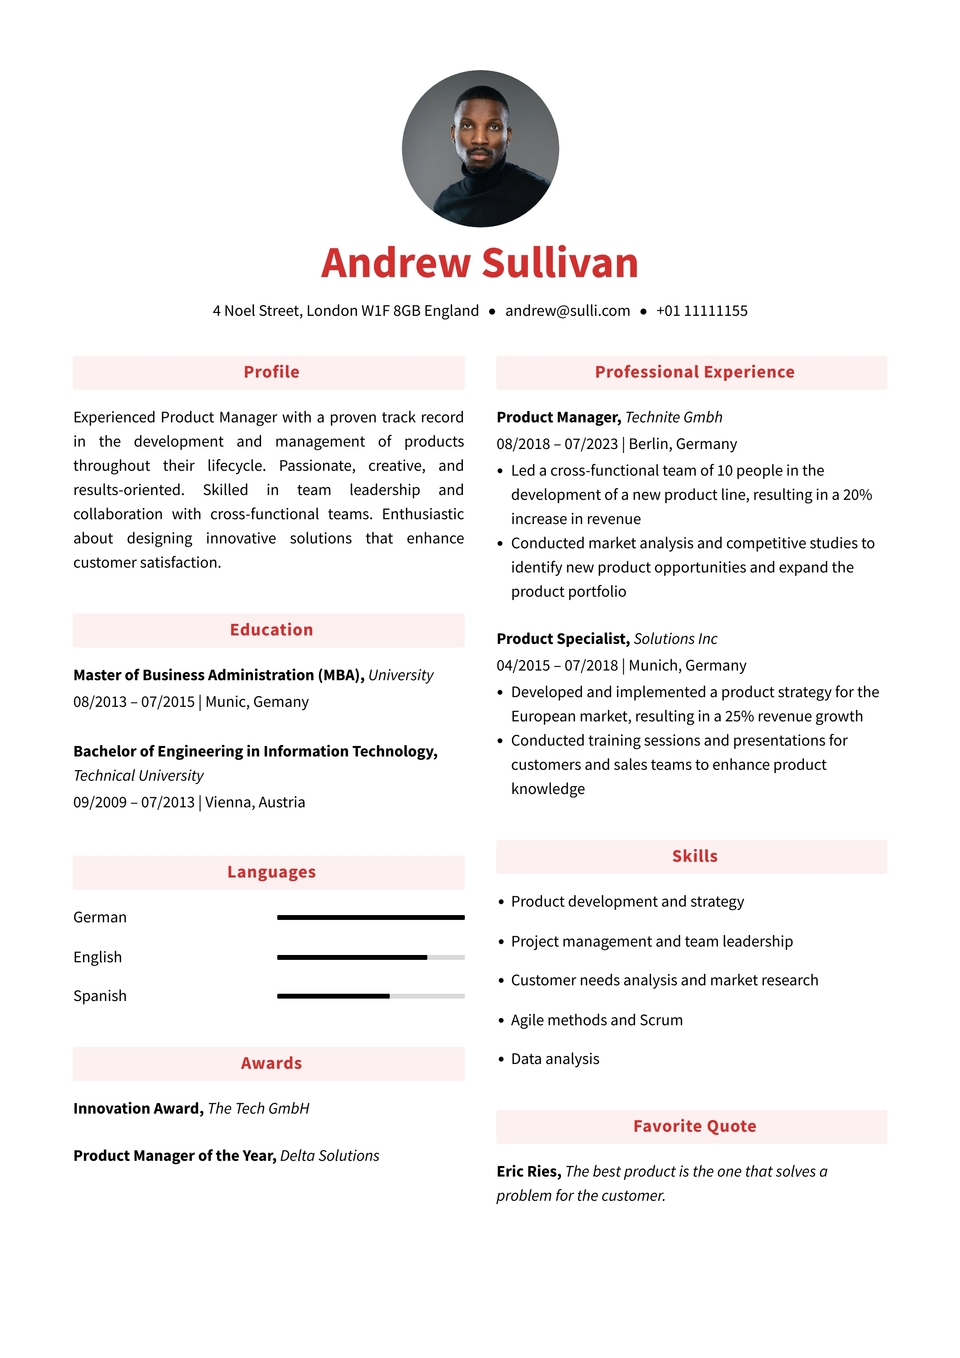 Andrew Sullivan
4 Noel Street, London W1F 8GB England ● andrew@sulli.com ● +01 11111155
Profile
Experienced Product Manager with a proven track record
in the development and management of products
throughout their lifecycle. Passionate, creative, and
results-oriented. Skilled in team leadership and
collaboration with cross-functional teams. Enthusiastic
about designing innovative solutions that enhance
customer satisfaction.
Education
Master of Business Administration (MBA), University
08/2013 – 07/2015 | Munic, Gemany
Bachelor of Engineering in Information Technology,
Technical University
09/2009 – 07/2013 | Vienna, Austria
Languages
German
English
Spanish
Awards
Innovation Award, The Tech GmbH
Product Manager of the Year, Delta Solutions
Professional Experience
Product Manager, Technite Gmbh
08/2018 – 07/2023 | Berlin, Germany
• Led a cross-functional team of 10 people in the
development of a new product line, resulting in a 20%
increase in revenue
• Conducted market analysis and competitive studies to
identify new product opportunities and expand the
product portfolio
Product Specialist, Solutions Inc
04/2015 – 07/2018 | Munich, Germany
• Developed and implemented a product strategy for the
European market, resulting in a 25% revenue growth
• Conducted training sessions and presentations for
customers and sales teams to enhance product
knowledge
Skills
• Product development and strategy
• Project management and team leadership
• Customer needs analysis and market research
• Agile methods and Scrum
• Data analysis
Favorite Quote
Eric Ries, The best product is the one that solves a
problem for the customer.